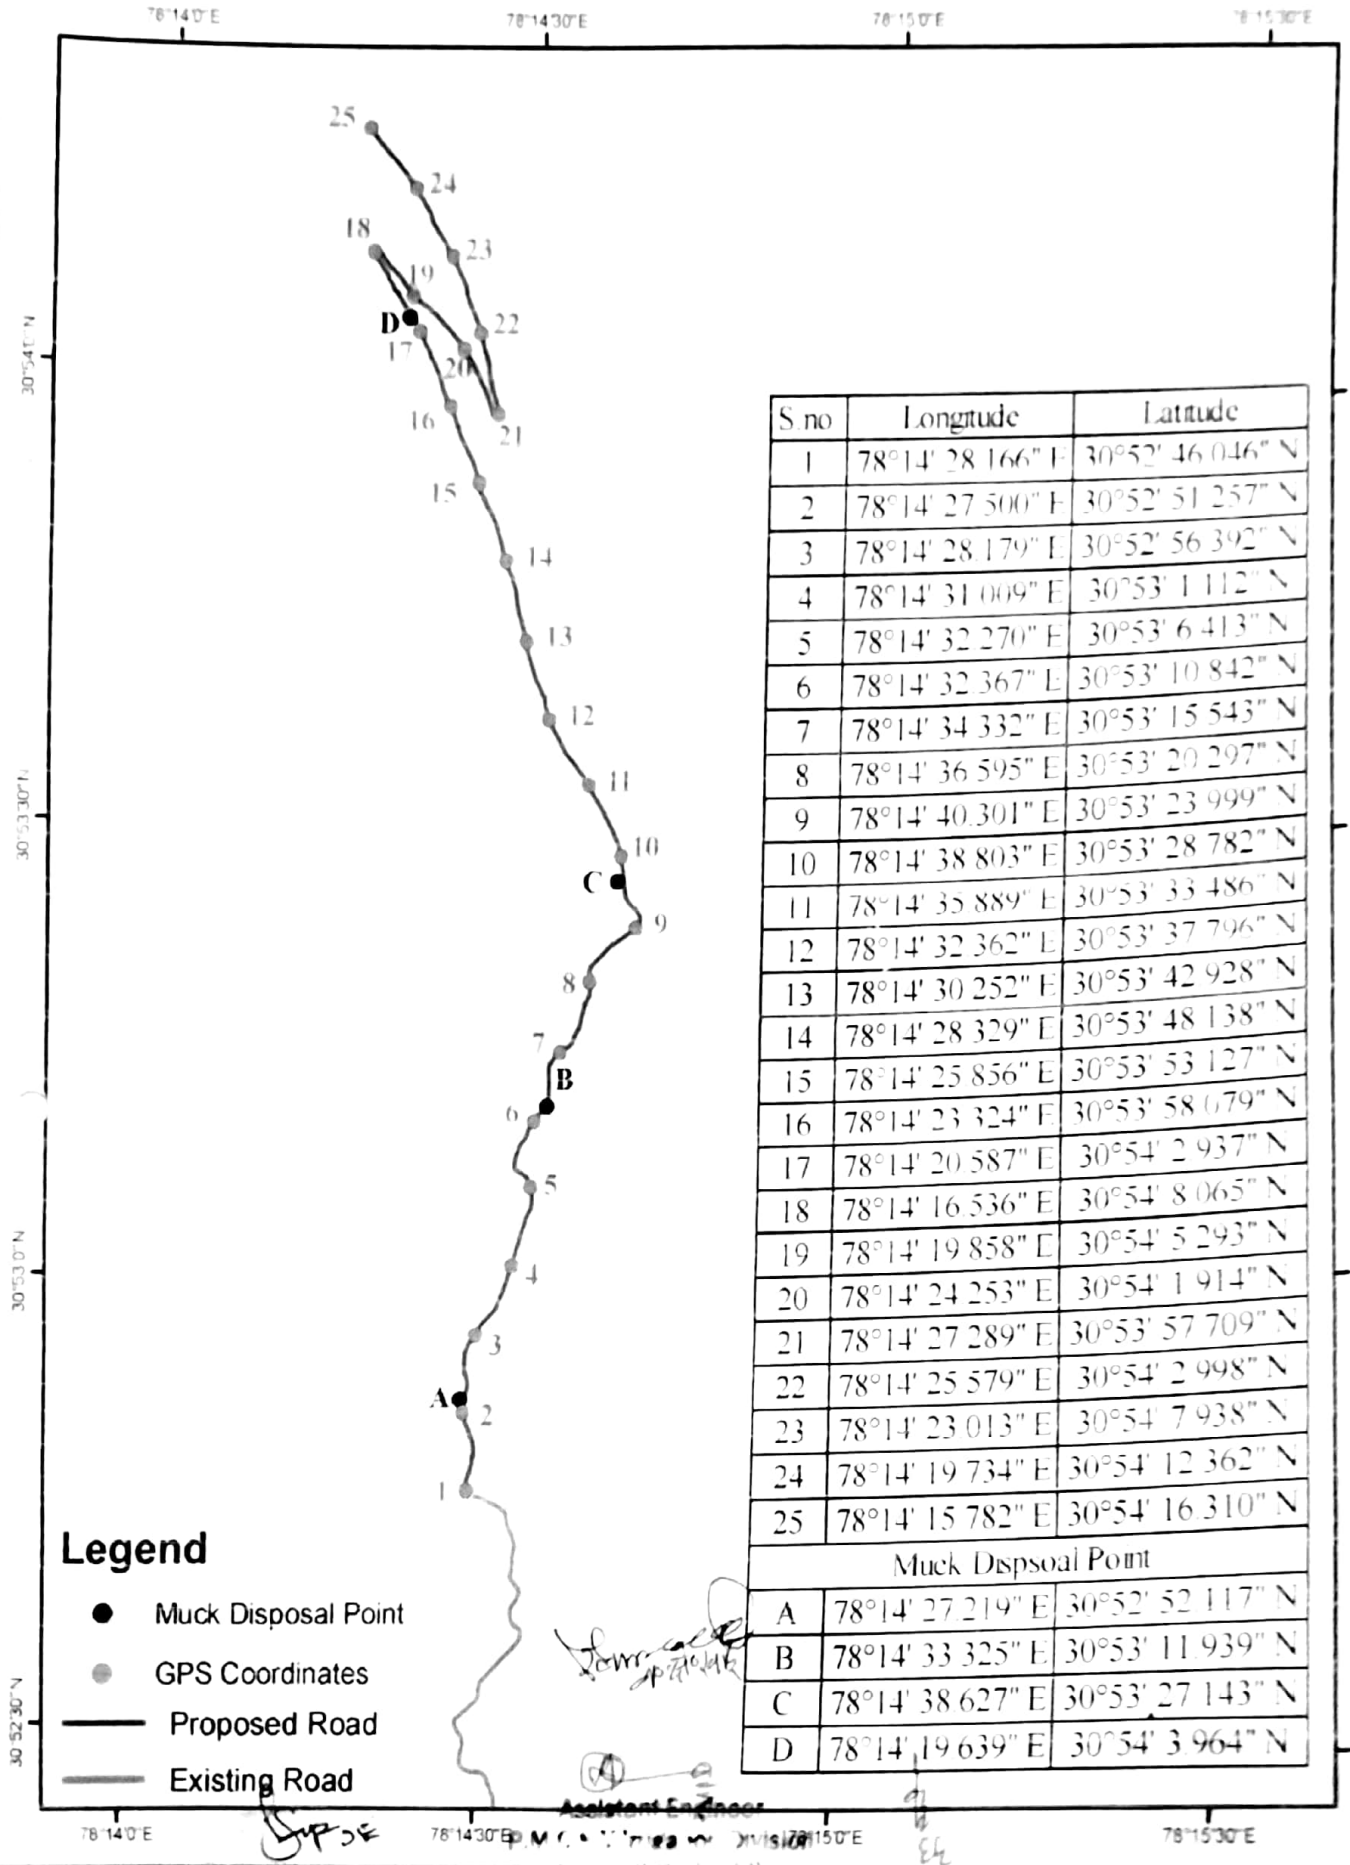 78°14'0"E 78°14'30"E 78°15'0"E 78°15'30"E
25
24
18
23
19
D
22
17
20
30°54'0"N
16
21
15
14
13
12
11
30°53'30"N
10
C
9
8
7
B
6
5
30°53'0"N
4
3
A
2
1
30°52'30"N
S.no Longitude Latitude
1 78°14' 28.166" E 30°52' 46.046" N
2 78°14' 27.500" E 30°52' 51.257" N
3 78°14' 28.179" E 30°52' 56.392" N
4 78°14' 31.009" E 30°53' 1.112" N
5 78°14' 32.270" E 30°53' 6.413" N
6 78°14' 32.367" E 30°53' 10.842" N
7 78°14' 34.332" E 30°53' 15.543" N
8 78°14' 36.595" E 30°53' 20.297" N
9 78°14' 40.301" E 30°53' 23.999" N
10 78°14' 38.803" E 30°53' 28.782" N
11 78°14' 35.889" E 30°53' 33.486" N
12 78°14' 32.362" E 30°53' 37.796" N
13 78°14' 30.252" E 30°53' 42.928" N
14 78°14' 28.329" E 30°53' 48.138" N
15 78°14' 25.856" E 30°53' 53.127" N
16 78°14' 23.324" E 30°53' 58.079" N
17 78°14' 20.587" E 30°54' 2.937" N
18 78°14' 16.536" E 30°54' 8.065" N
19 78°14' 19.858" E 30°54' 5.293" N
20 78°14' 24.253" E 30°54' 1.914" N
21 78°14' 27.289" E 30°53' 57.709" N
22 78°14' 25.579" E 30°54' 2.998" N
23 78°14' 23.013" E 30°54' 7.938" N
24 78°14' 19.734" E 30°54' 12.362" N
25 78°14' 15.782" E 30°54' 16.310" N
Muck Dispsoal Point
A 78°14' 27.219" E 30°52' 52.117" N
B 78°14' 33.325" E 30°53' 11.939" N
C 78°14' 38.627" E 30°53' 27.143" N
D 78°14' 19.639" E 30°54' 3.964" N
Legend
Muck Disposal Point
GPS Coordinates
Proposed Road
Existing Road
Assistant Engineer
Division
78°14'0"E 78°14'30"E 78°15'0"E 78°15'30"E